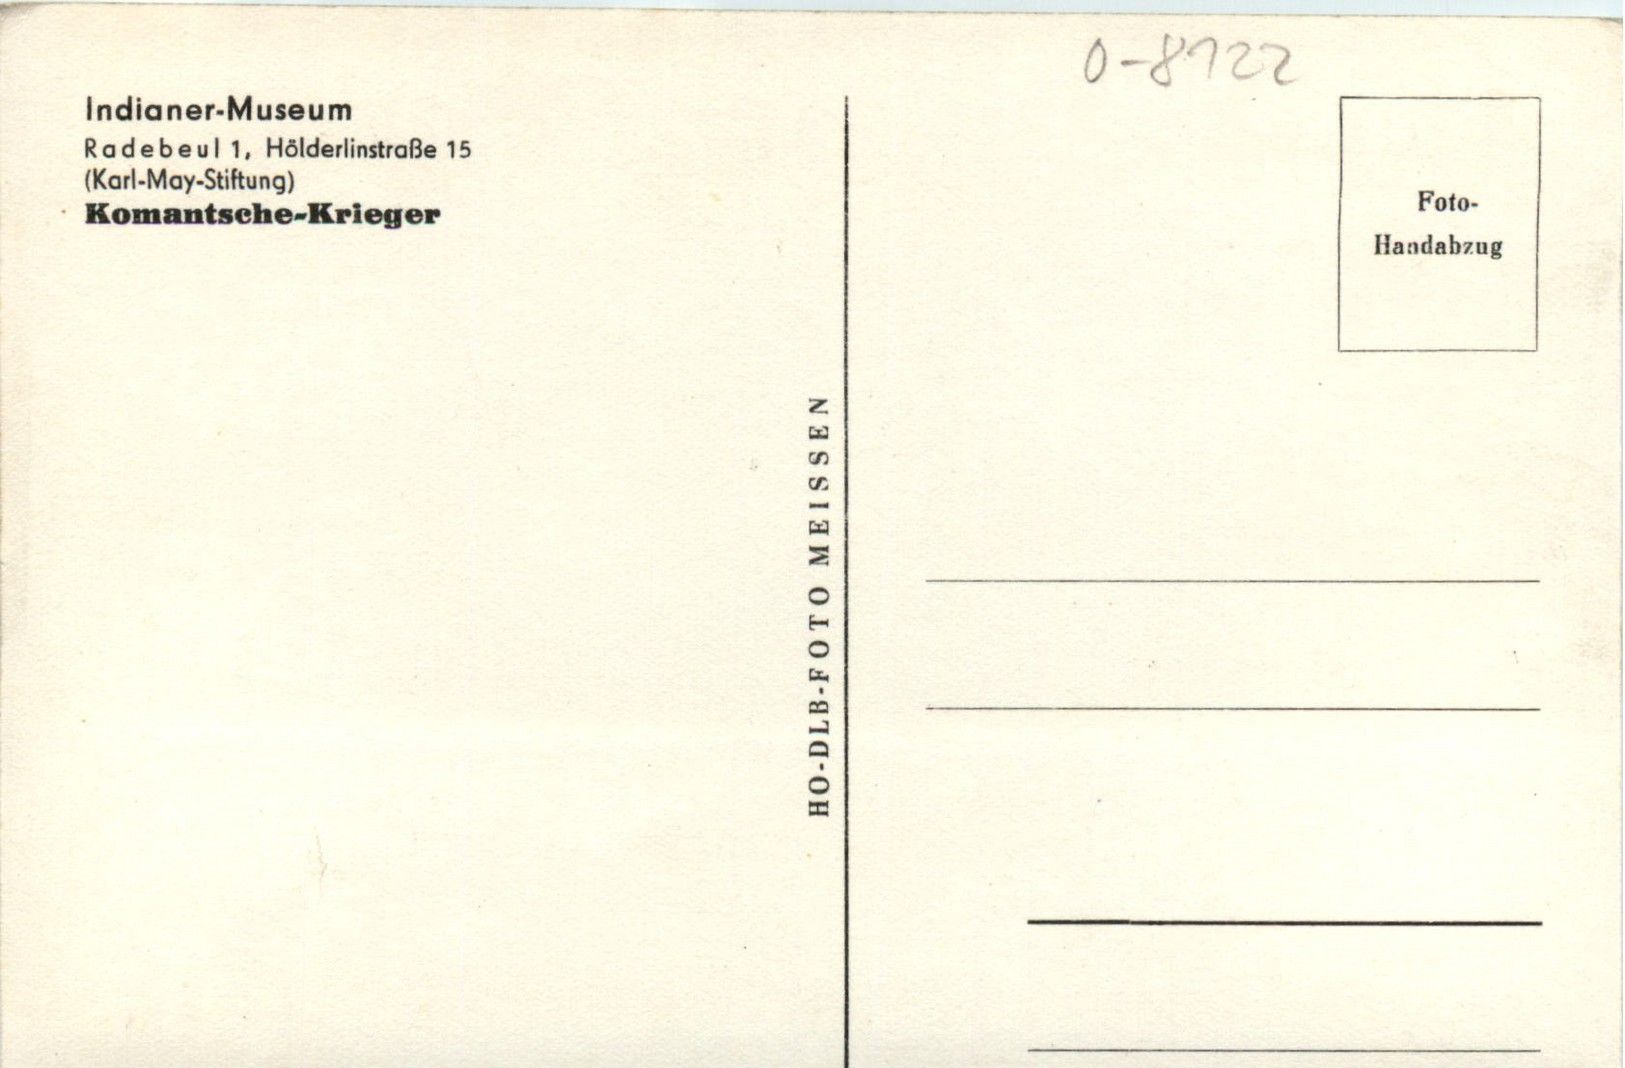 Indianer-Museum
Radebeul 1, Hölderlinstraße 15
(Karl-May-Stiftung)
Komantsche-Krieger
HO-DLB-FOTO MEISSEN
0-8122
Foto-
Handabzug